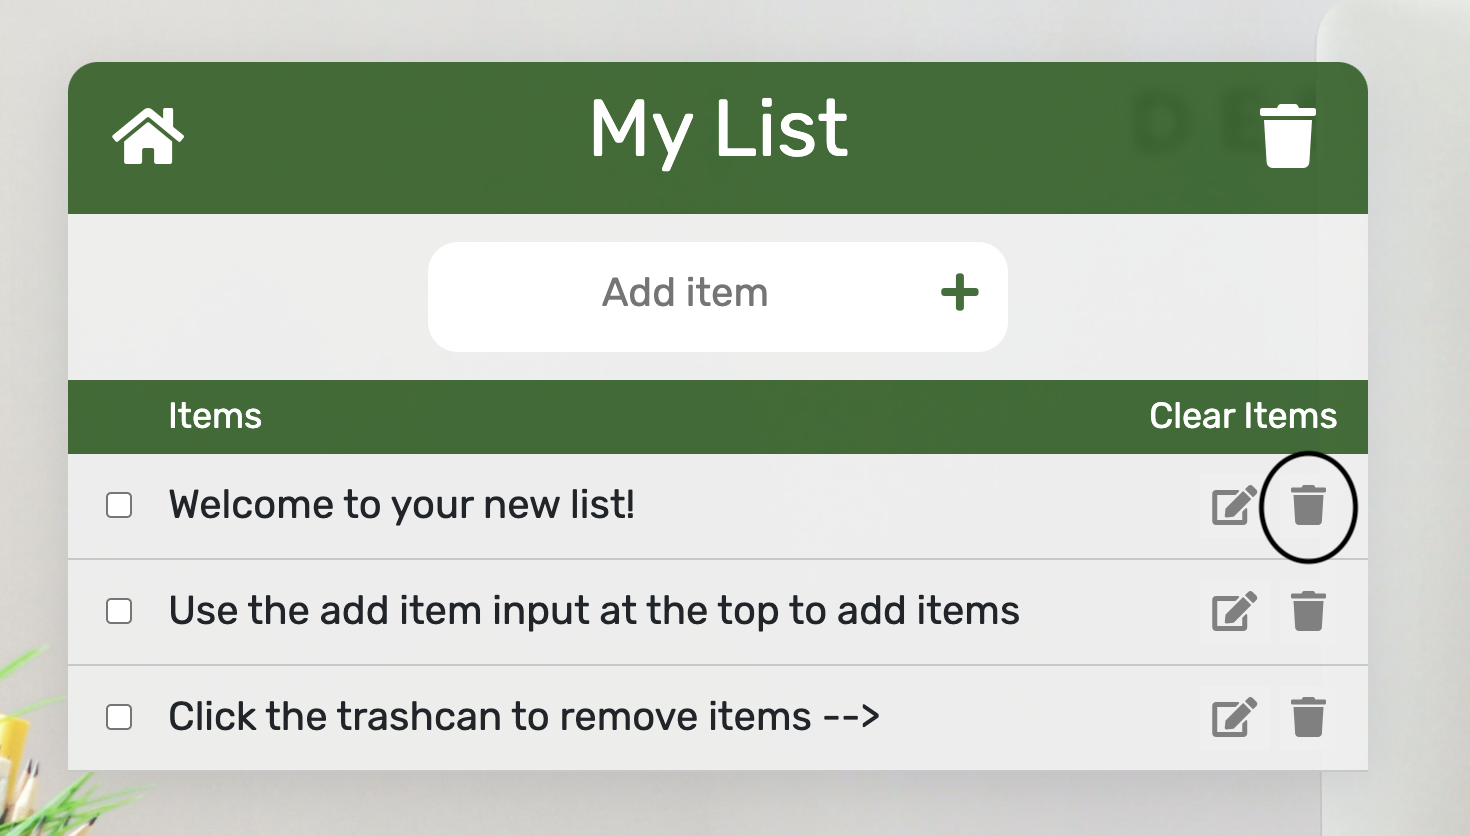 My List
Add item
Items Clear Items
Welcome to your new list!
Use the add item input at the top to add items
Click the trashcan to remove items -->